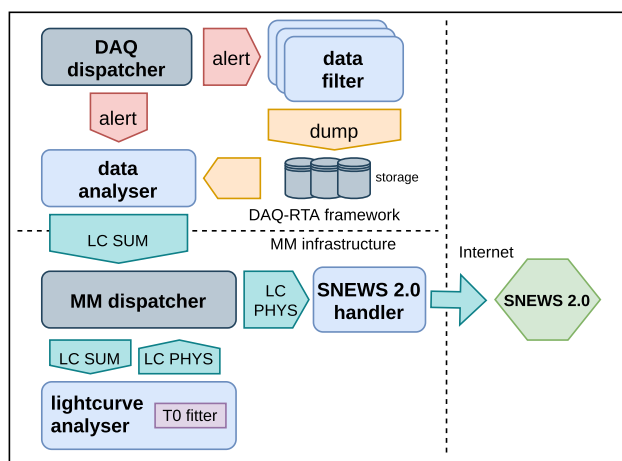 DAQ
dispatcher
alert
data
filter
alert
dump
data
analyser
storage
DAQ-RTA framework
LC SUM
MM infrastructure
Internet
MM dispatcher
LC
PHYS
SNEWS 2.0
handler
SNEWS 2.0
LC SUM
LC PHYS
lightcurve
analyser
T0 fitter